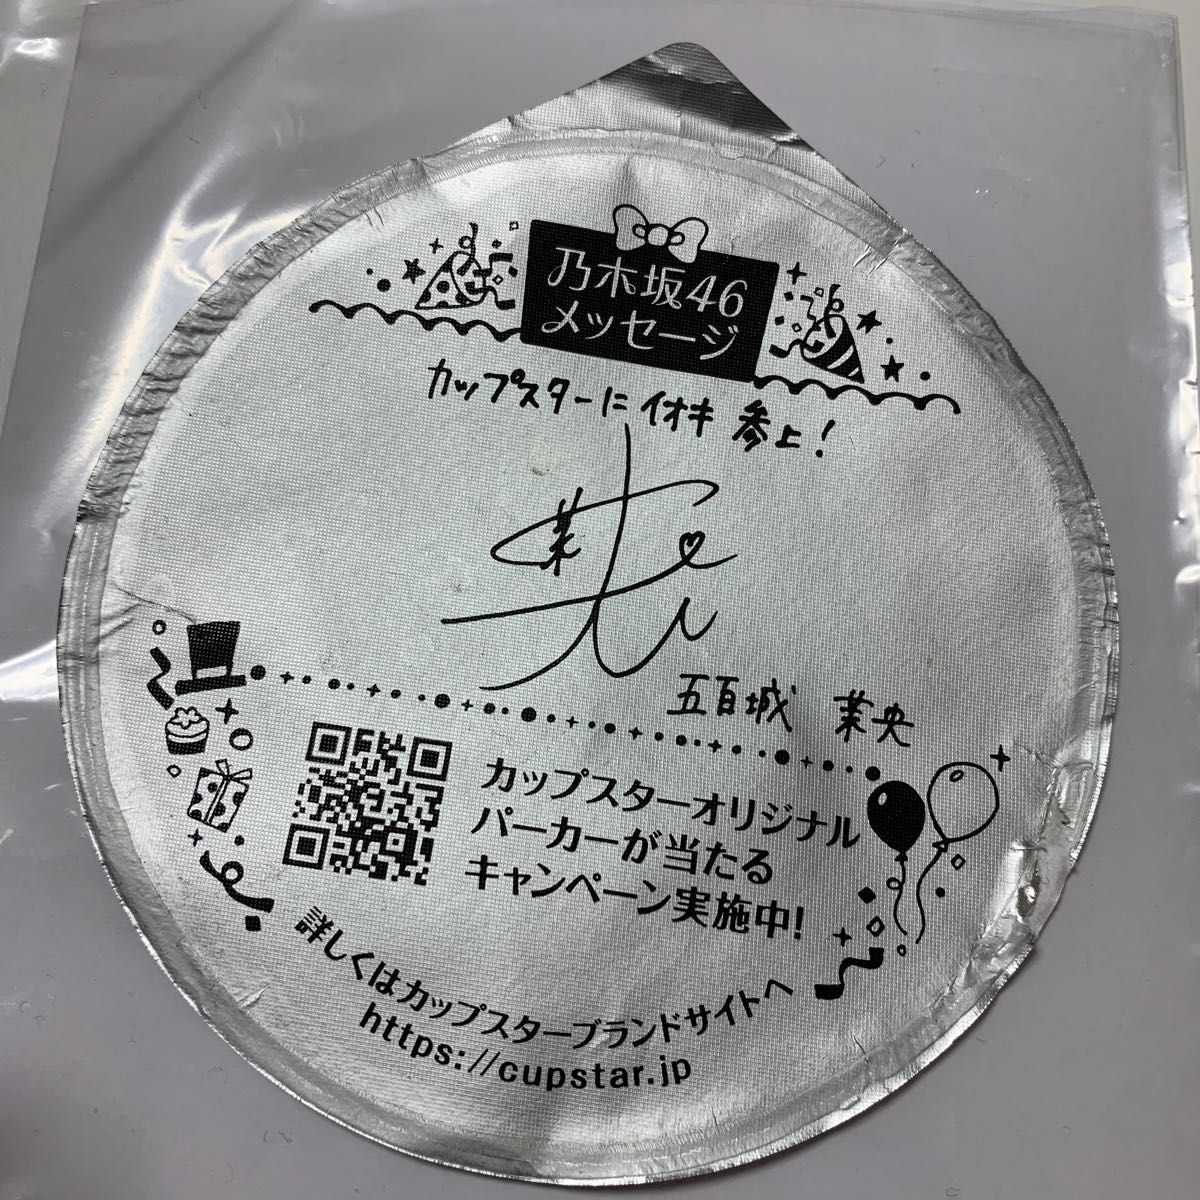 乃木坂46
メッセージ
カップスターにイオキ 参上!
五百城 茉央
カップスターオリジナル
パーカーが当たる
キャンペーン実施中!
詳しくはカップスターブランドサイトへ
https://cupstar.jp